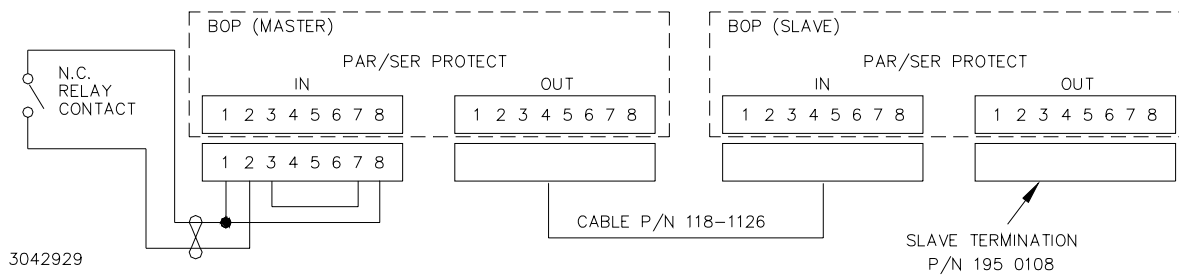 BOP (MASTER)
BOP (SLAVE)
PAR/SER PROTECT
PAR/SER PROTECT
IN
OUT
IN
OUT
N.C.
RELAY
CONTACT
1 2 3 4 5 6 7 8
1 2 3 4 5 6 7 8
1 2 3 4 5 6 7 8
1 2 3 4 5 6 7 8
1 2 3 4 5 6 7 8
CABLE P/N 118-1126
SLAVE TERMINATION
P/N 195 0108
3042929